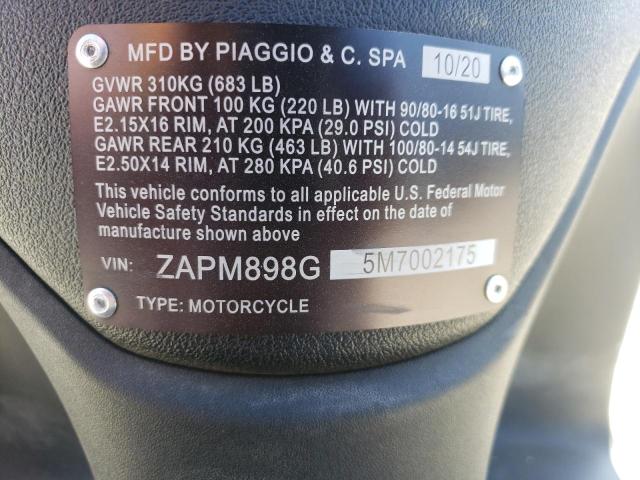 MFD BY PIAGGIO & C. SPA 10/20
GVWR 310KG (683 LB)
GAWR FRONT 100 KG (220 LB) WITH 90/80-16 51J TIRE,
E2.15X16 RIM, AT 200 KPA (29.0 PSI) COLD
GAWR REAR 210 KG (463 LB) WITH 100/80-14 54J TIRE,
E2.50X14 RIM, AT 280 KPA (40.6 PSI) COLD
This vehicle conforms to all applicable U.S. Federal Motor
Vehicle Safety Standards in effect on the date of
manufacture shown above
VIN: ZAPM898G 5M7002175
TYPE: MOTORCYCLE